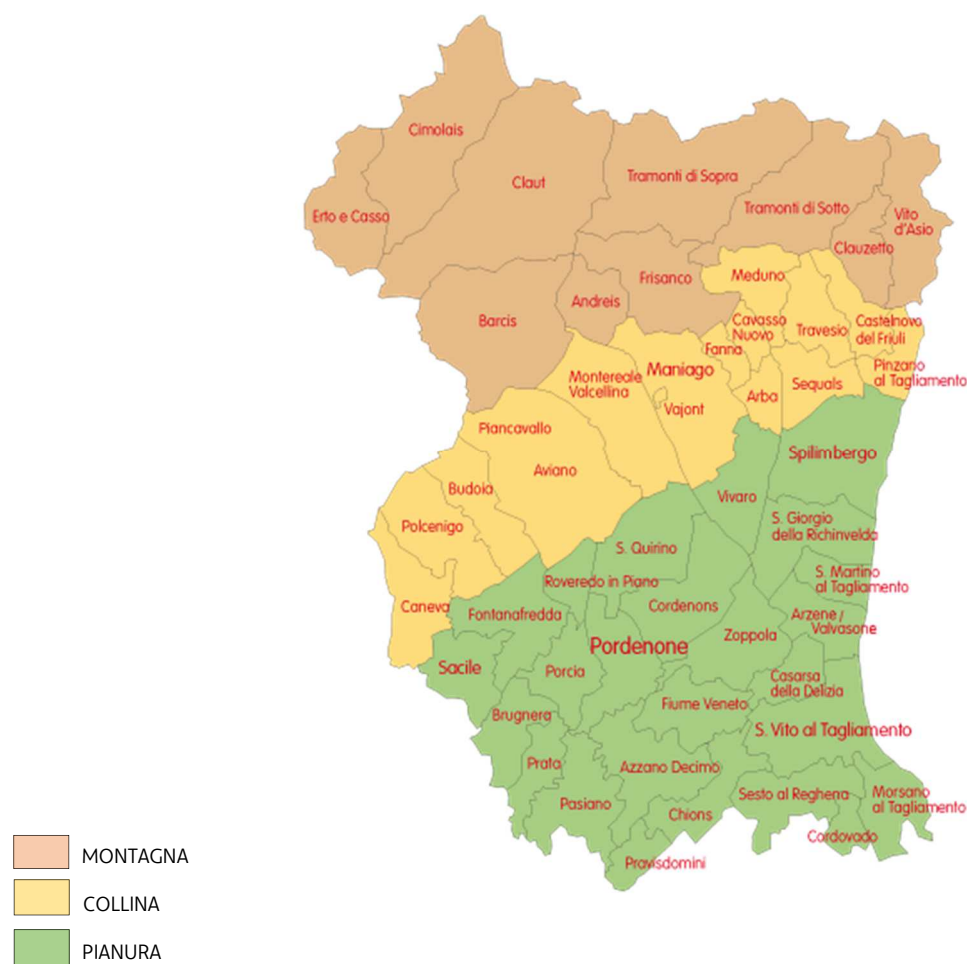 Cimolais
Claut
Tramonti di Sopra
Erto e Casso
Tramonti di Sotto
Vito
d'Asio
Clauzetto
Frisanco
Meduno
Andreis
Barcis
Cavasso
Nuovo
Travesio
Castelnovo
del Friuli
Fanna
Pinzano
al Tagliamento
Maniago
Montereale
Valcellina
Sequals
Arba
Vajont
Piancavallo
Spilimbergo
Aviano
Budoia
Vivaro
Polcenigo
S. Giorgio
della Richinvelda
S. Quirino
Roveredo in Piano
S. Martino
al Tagliamento
Caneva
Fontanafredda
Cordenons
Arzene /
Valvasone
Zoppola
Pordenone
Sacile
Porcia
Casarsa
della Delizia
Fiume Veneto
Brugnera
S. Vito al Tagliamento
Prata
Azzano Decimo
Pasiano
Sesto al Reghena
Morsano
al Tagliamento
Chions
Cordovado
Pravisdomini
MONTAGNA
COLLINA
PIANURA